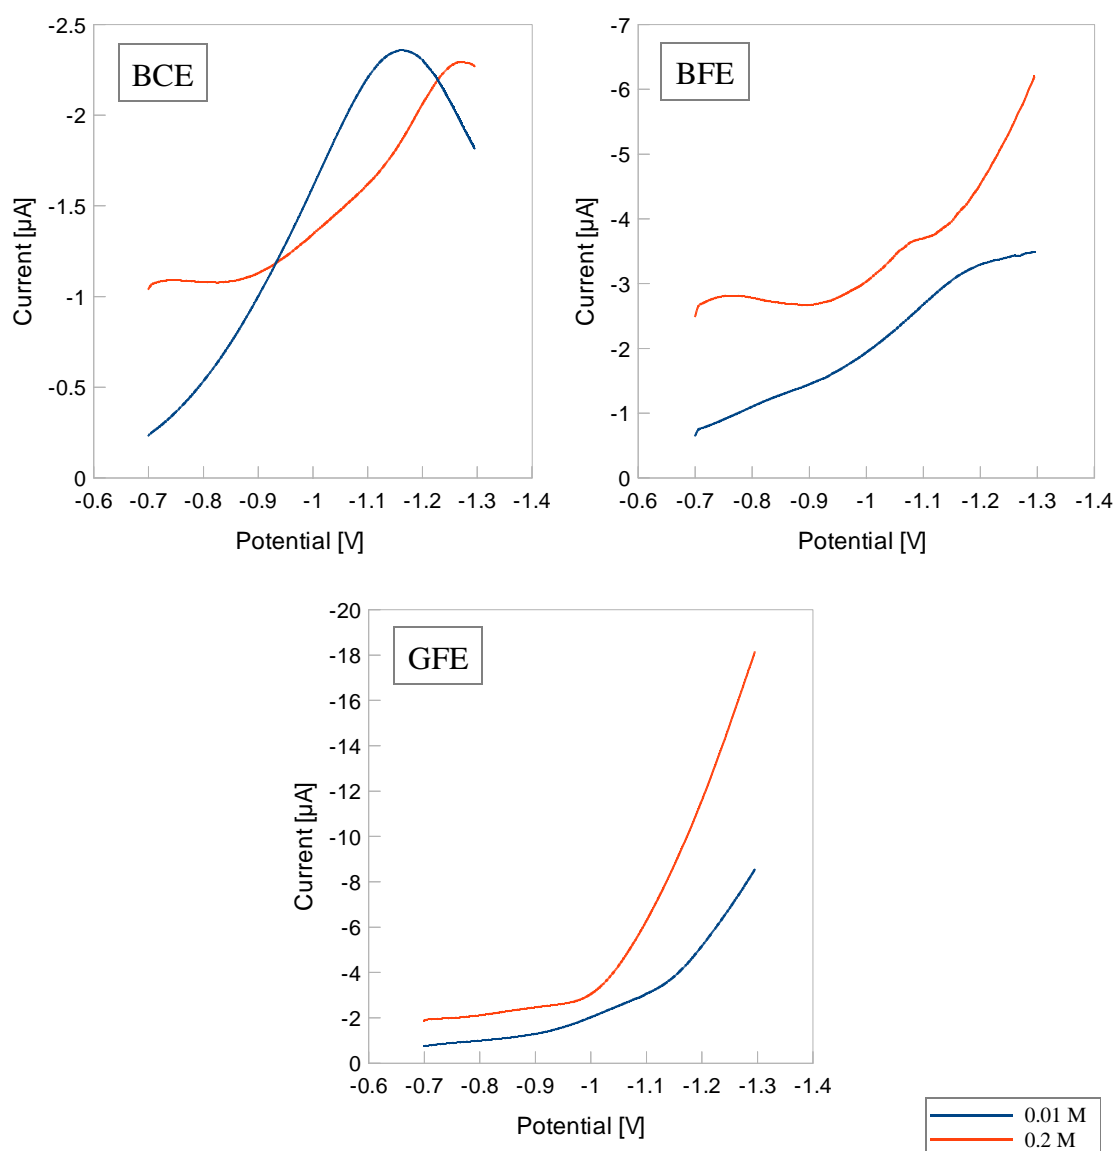 BCE
Current [µA]
-2.5
-2
-1.5
-1
-0.5
0
-0.6 -0.7 -0.8 -0.9 -1 -1.1 -1.2 -1.3 -1.4
Potential [V]
BFE
Current [µA]
-7
-6
-5
-4
-3
-2
-1
0
-0.6 -0.7 -0.8 -0.9 -1 -1.1 -1.2 -1.3 -1.4
Potential [V]
GFE
Current [µA]
-20
-18
-16
-14
-12
-10
-8
-6
-4
-2
0
-0.6 -0.7 -0.8 -0.9 -1 -1.1 -1.2 -1.3 -1.4
Potential [V]
0.01 M
0.2 M